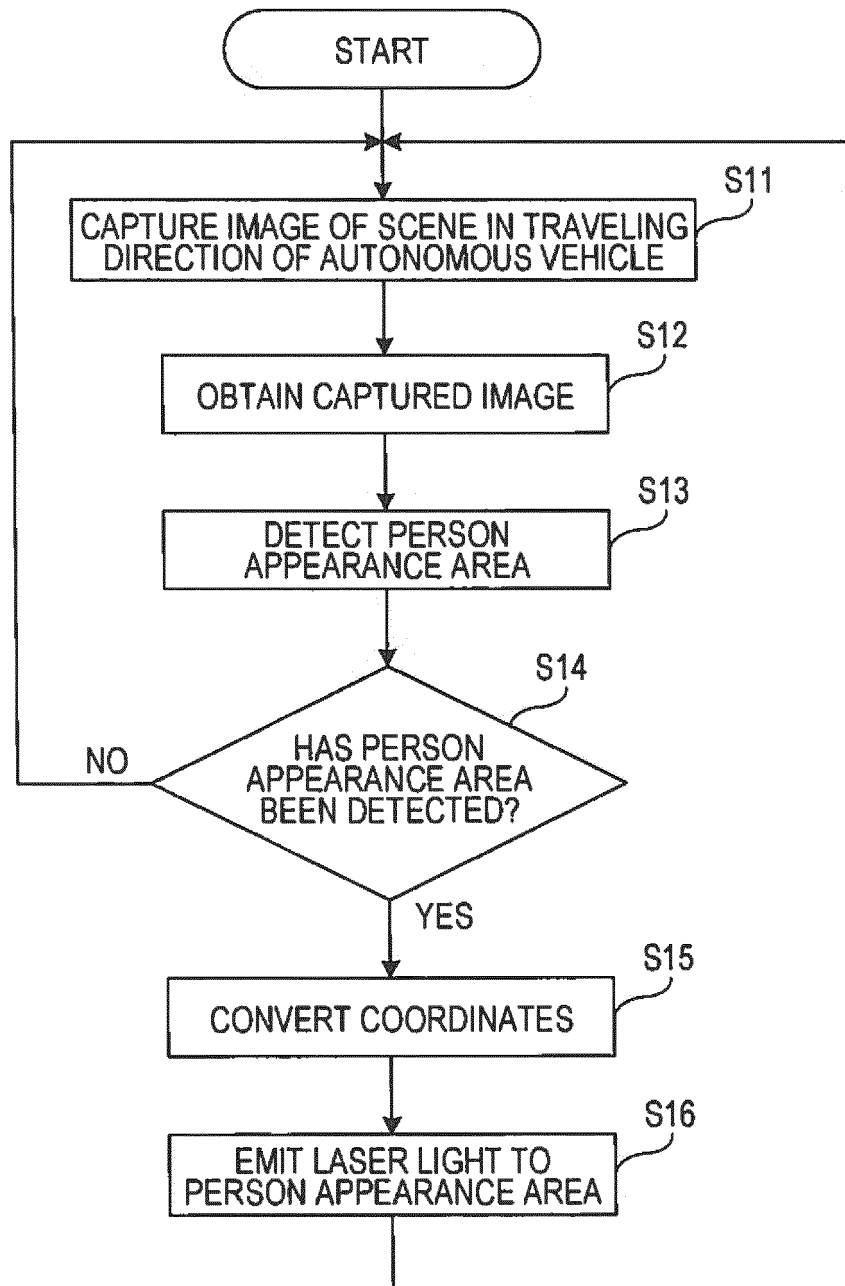 START
S11
CAPTURE IMAGE OF SCENE IN TRAVELING
DIRECTION OF AUTONOMOUS VEHICLE
S12
OBTAIN CAPTURED IMAGE
S13
DETECT PERSON
APPEARANCE AREA
S14
HAS PERSON
APPEARANCE AREA
BEEN DETECTED?
NO
YES
S15
CONVERT COORDINATES
S16
EMIT LASER LIGHT TO
PERSON APPEARANCE AREA